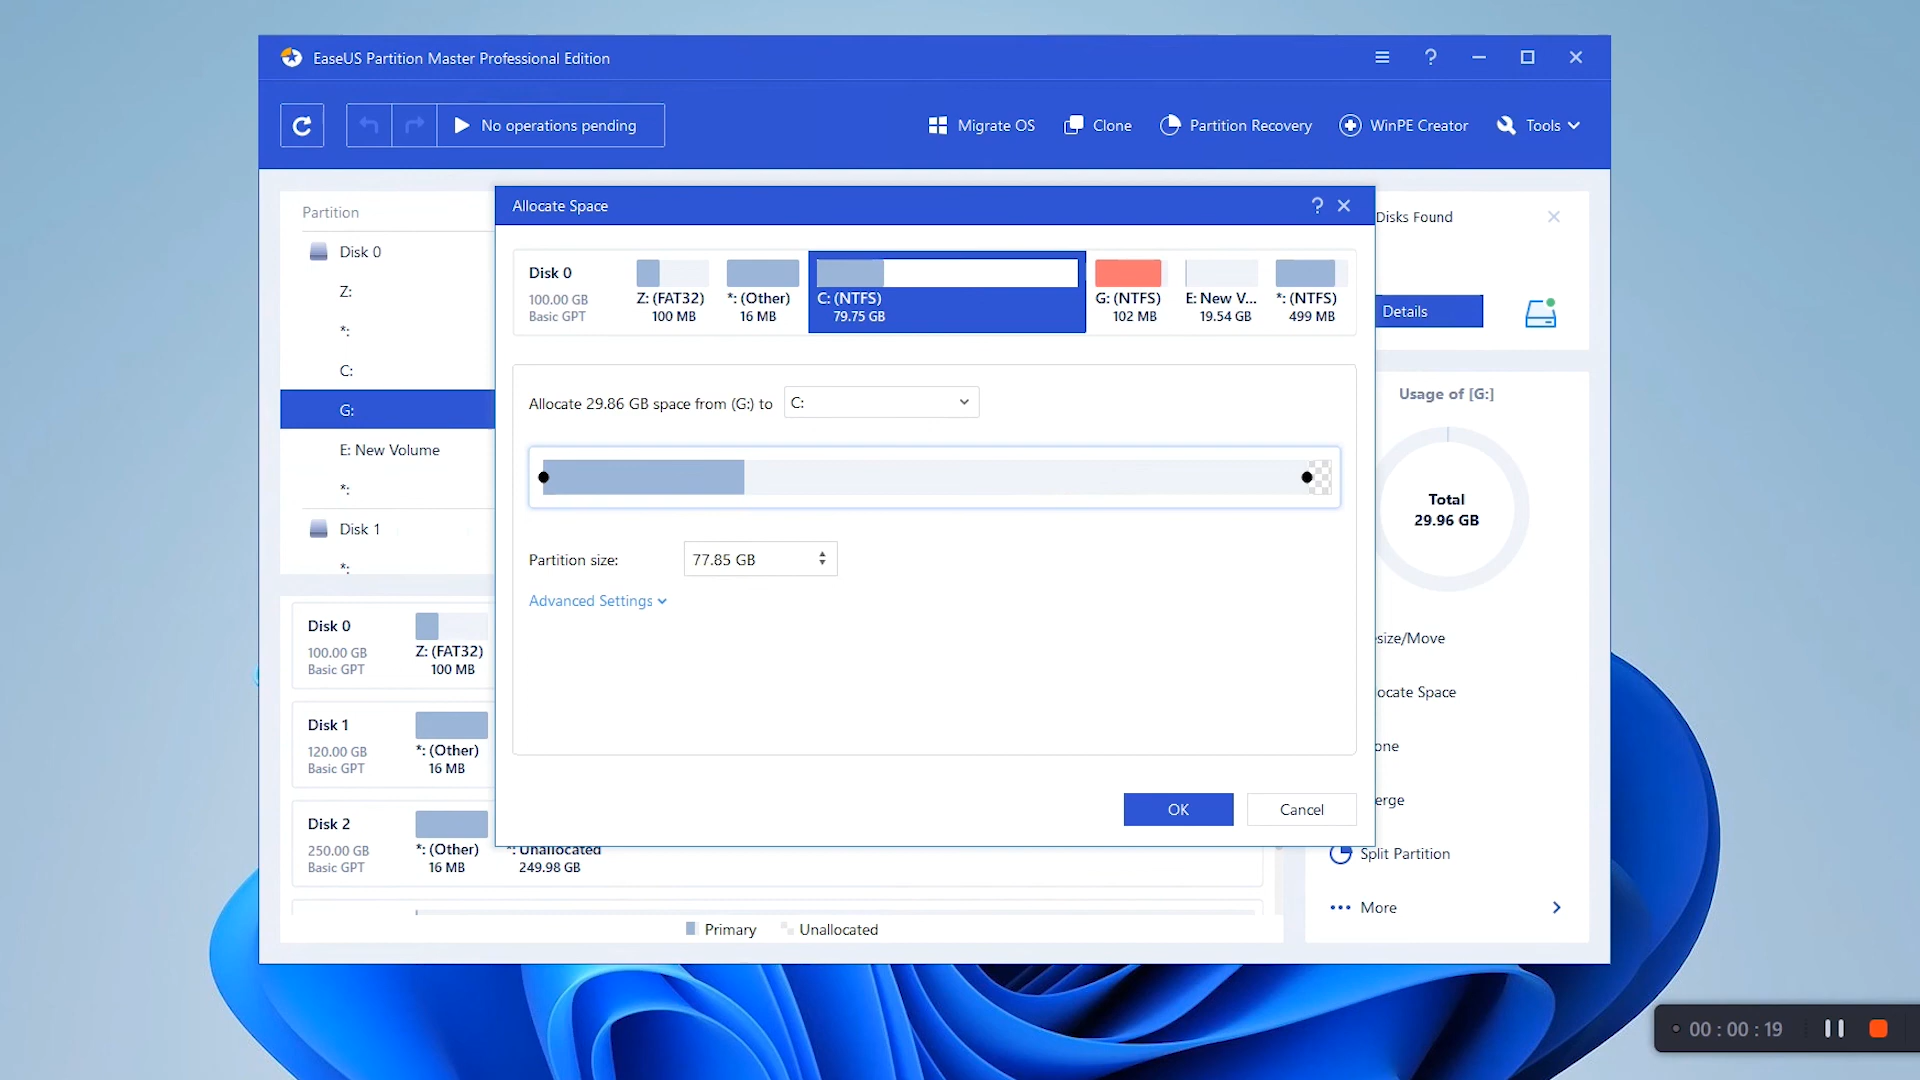 EaseUS Partition Master Professional Edition
?
No operations pending
Migrate OS
Clone
Partition Recovery
WinPE Creator
Tools
Partition
Disk 0
Z:
*:
C:
G:
E: New Volume
*:
Disk 1
*:
Allocate Space
?
Disk 0
100.00 GB
Basic GPT
Z: (FAT32)
100 MB
*: (Other)
16 MB
C: (NTFS)
79.75 GB
G: (NTFS)
102 MB
E: New V...
19.54 GB
*: (NTFS)
499 MB
Allocate 29.86 GB space from (G:) to
C:
Partition size:
77.85 GB
Advanced Settings
OK
Cancel
Disks Found
Details
Usage of [G:]
Total
29.96 GB
esize/Move
ocate Space
one
erge
Split Partition
More
Disk 0
100.00 GB
Basic GPT
Z: (FAT32)
100 MB
Disk 1
120.00 GB
Basic GPT
*: (Other)
16 MB
Disk 2
250.00 GB
Basic GPT
*: (Other)
16 MB
*: Unallocated
249.98 GB
Primary
Unallocated
00 : 00 : 19